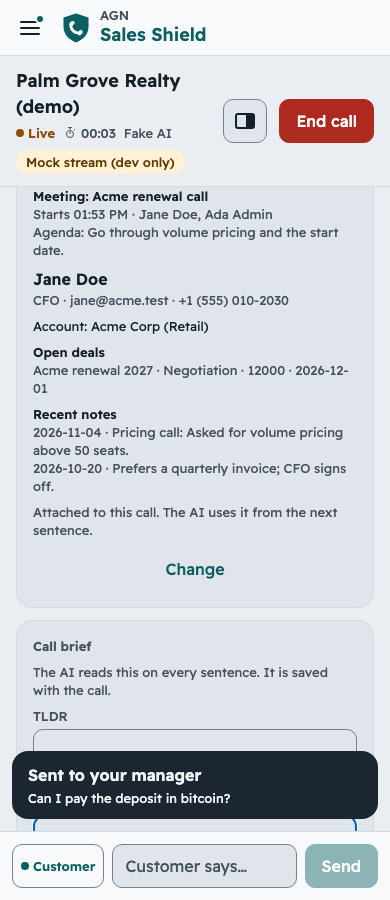 AGN
Sales Shield
Palm Grove Realty
(demo)
Live 00:03 Fake AI
Mock stream (dev only)
End call
Meeting: Acme renewal call
Starts 01:53 PM · Jane Doe, Ada Admin
Agenda: Go through volume pricing and the start
date.
Jane Doe
CFO · jane@acme.test · +1 (555) 010-2030
Account: Acme Corp (Retail)
Open deals
Acme renewal 2027 · Negotiation · 12000 · 2026-12-
01
Recent notes
2026-11-04 · Pricing call: Asked for volume pricing
above 50 seats.
2026-10-20 · Prefers a quarterly invoice; CFO signs
off.
Attached to this call. The AI uses it from the next
sentence.
Change
Call brief
The AI reads this on every sentence. It is saved
with the call.
TLDR
Sent to your manager
Can I pay the deposit in bitcoin?
Customer
Customer says…
Send